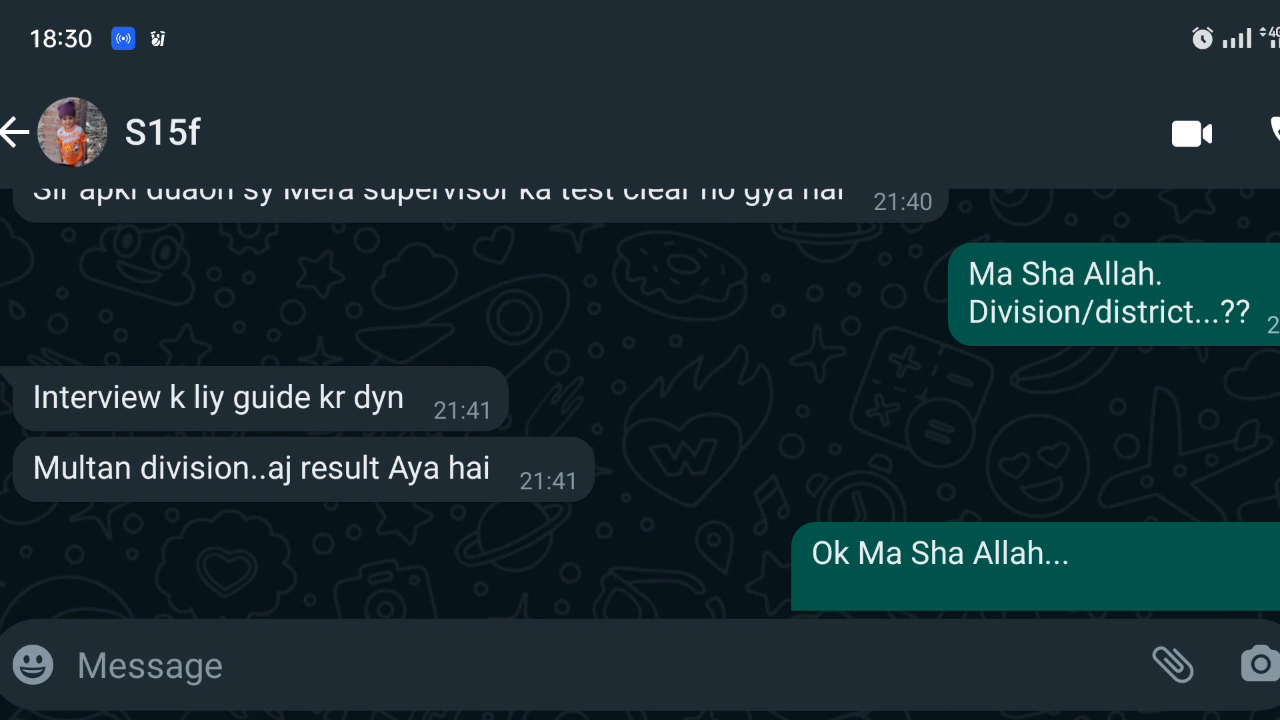 18:30
S15f
Sir apki duaon sy Mera supervisor ka test clear ho gya hai 21:40
Ma Sha Allah.
Division/district...??
Interview k liy guide kr dyn 21:41
Multan division..aj result Aya hai 21:41
Ok Ma Sha Allah...
Message